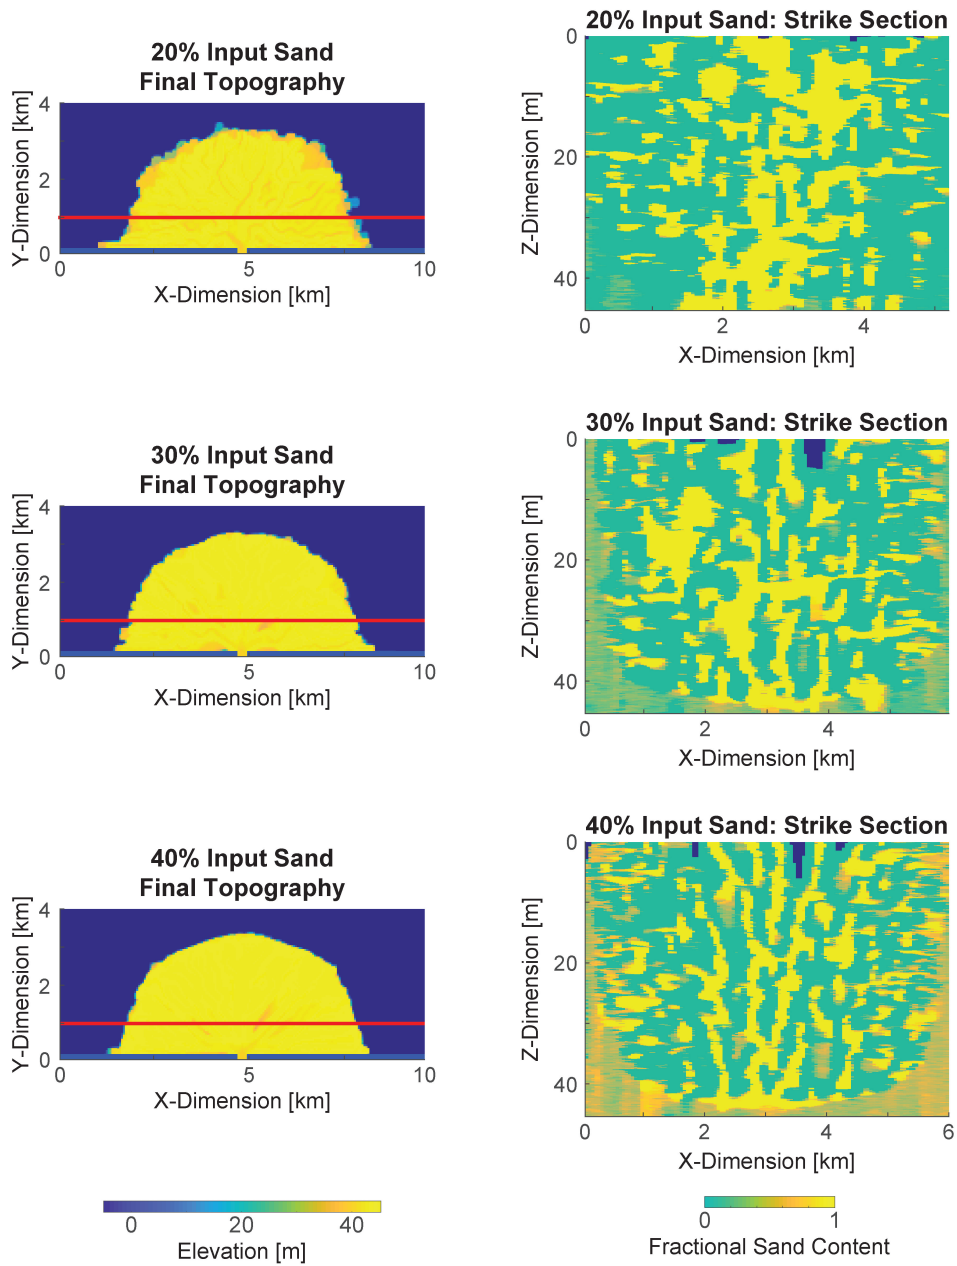 20% Input Sand
Final Topography
Y-Dimension [km]
4
2
0
0
5
10
X-Dimension [km]
20% Input Sand: Strike Section
Z-Dimension [m]
0
20
40
0
2
4
X-Dimension [km]
30% Input Sand
Final Topography
Y-Dimension [km]
4
2
0
0
5
10
X-Dimension [km]
30% Input Sand: Strike Section
Z-Dimension [m]
0
20
40
0
2
4
X-Dimension [km]
40% Input Sand
Final Topography
Y-Dimension [km]
4
2
0
0
5
10
X-Dimension [km]
40% Input Sand: Strike Section
Z-Dimension [m]
0
20
40
0
2
4
6
X-Dimension [km]
0
20
40
Elevation [m]
0
1
Fractional Sand Content